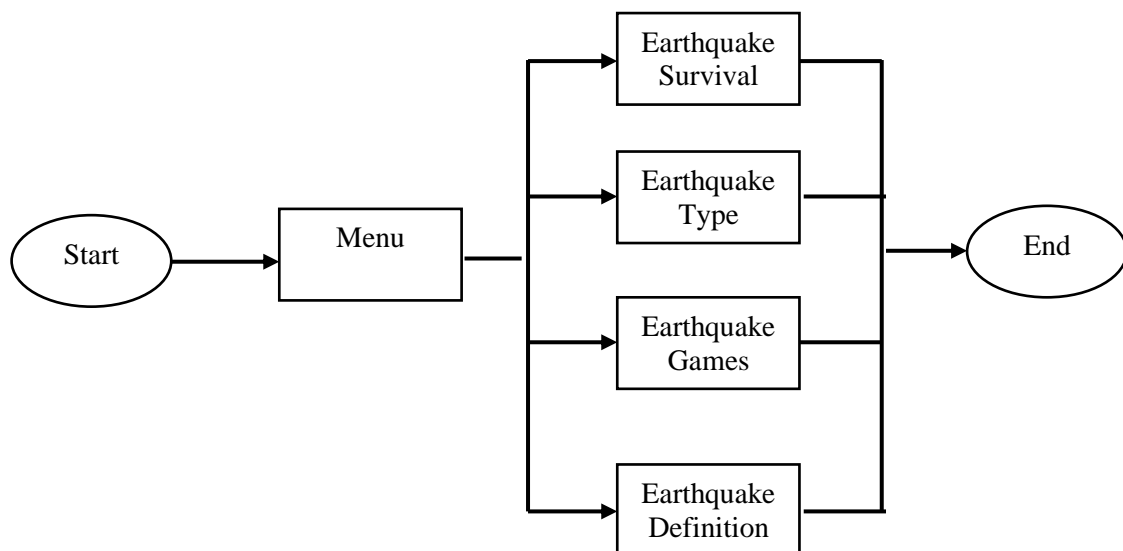 Start
Menu
Earthquake
Survival
Earthquake
Type
Earthquake
Games
Earthquake
Definition
End